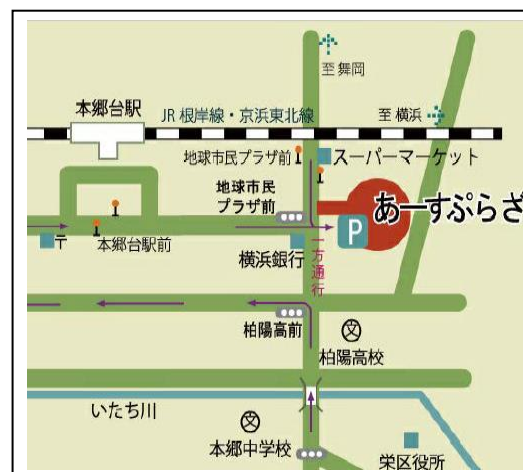 至 舞岡
本郷台駅
JR 根岸線・京浜東北線
至 横浜
地球市民プラザ前
スーパーマーケット
地球市民
プラザ前
あーすぷらざ
P
〒
本郷台駅前
横浜銀行
一方通行
柏陽高前
文
柏陽高校
いたち川
文
本郷中学校
栄区役所